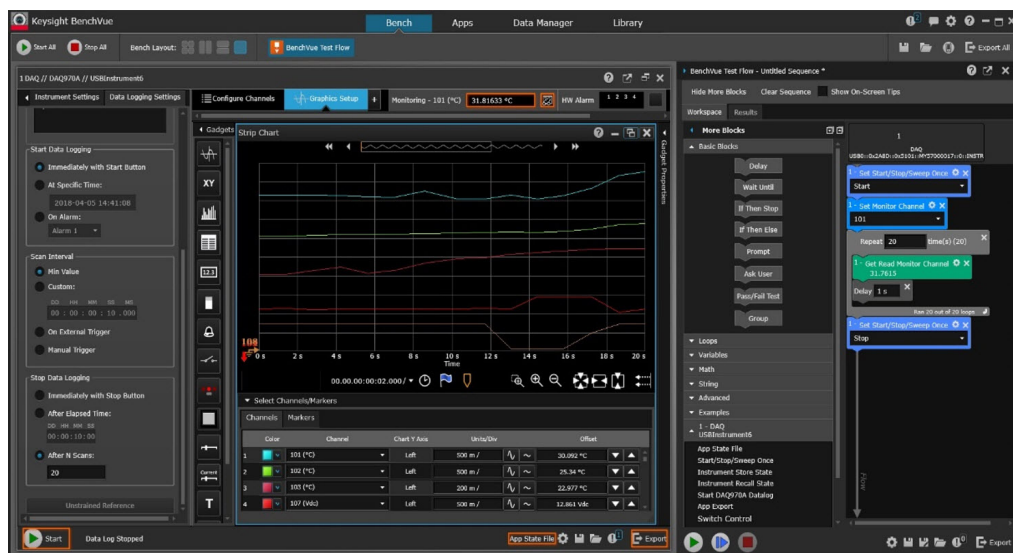 Keysight BenchVue
Bench Apps Data Manager Library
Start All Stop All Bench Layout: BenchVue Test Flow Export All
1 DAQ // DAQ970A // USBInstrument6
Instrument Settings Data Logging Settings
Configure Channels Graphics Setup + Monitoring - 101 (°C) 31.81633 °C HW Alarm 1 2 3 4
Start Data Logging
Immediately with Start Button
At Specific Time:
2018-04-05 14:41:08
On Alarm:
Alarm 1
Scan Interval
Min Value
Custom:
DD HH MM SS MS
00 : 00 : 00 : 10 .000
On External Trigger
Manual Trigger
Stop Data Logging
Immediately with Stop Button
After Elapsed Time:
DD HH MM SS
00:00:10:00
After N Scans:
20
Unstrained Reference
Start Data Log Stopped
Gadgets
XY
12.3
Current
T
Strip Chart
Gadget Properties
0 s 2 s 4 s 6 s 8 s 10 s 12 s 14 s 16 s 18 s 20 s
Time
00.00:00:02.000/
Select Channels/Markers
Channels Markers
Color Channel Chart Y Axis Units/Div Offset
1 101 (°C) Left 500 m / 30.092 °C
2 102 (°C) Left 500 m / 25.34 °C
3 103 (°C) Left 200 m / 22.977 °C
4 107 (Vdc) Left 500 m / 12.861 Vdc
App State File Export
BenchVue Test Flow - Untitled Sequence *
Hide More Blocks Clear Sequence Show On-Screen Tips
Workspace Results
More Blocks
Basic Blocks
Delay
Wait Until
If Then Stop
If Then Else
Prompt
Ask User
Pass/Fail Test
Group
Loops
Variables
Math
String
Advanced
Examples
1 - DAQ
USBInstrument6
App State File
Start/Stop/Sweep Once
Instrument Store State
Instrument Recall State
Start DAQ970A Datalog
App Export
Switch Control
1
DAQ
USB0::0x2A8D::0x5101::MY57000017::0::INSTR
1 - Set Start/Stop/Sweep Once
Start
1 - Set Monitor Channel
101
Repeat 20 time(s) (20)
1 - Get Read Monitor Channel
31.7815
Delay 1 s
Ran 20 out of 20 loops
1 - Set Start/Stop/Sweep Once
Stop
Flow
Export